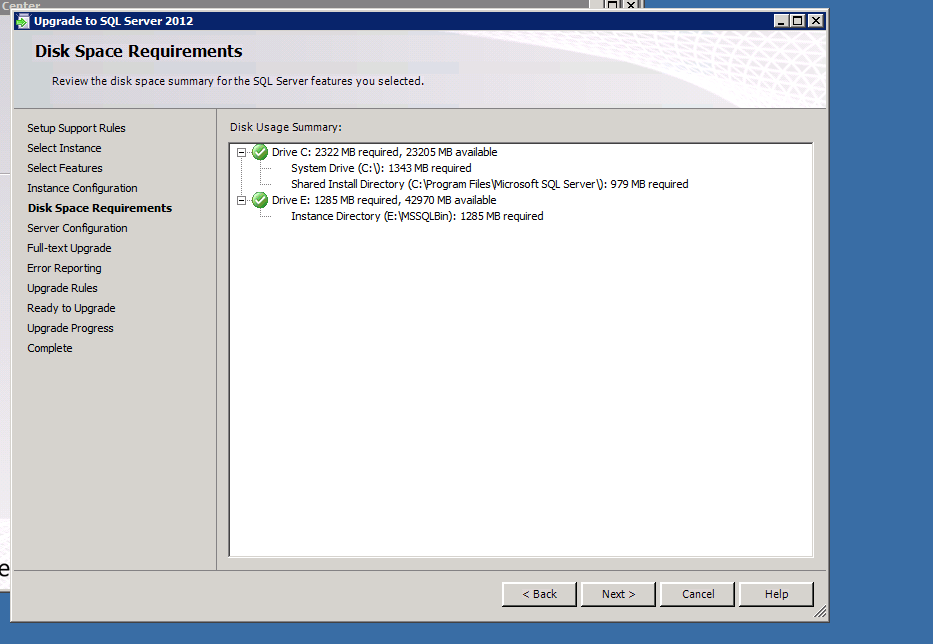 Center
Upgrade to SQL Server 2012
Disk Space Requirements
Review the disk space summary for the SQL Server features you selected.
Setup Support Rules
Select Instance
Select Features
Instance Configuration
Disk Space Requirements
Server Configuration
Full-text Upgrade
Error Reporting
Upgrade Rules
Ready to Upgrade
Upgrade Progress
Complete
Disk Usage Summary:
Drive C: 2322 MB required, 23205 MB available
System Drive (C:\): 1343 MB required
Shared Install Directory (C:\Program Files\Microsoft SQL Server\): 979 MB required
Drive E: 1285 MB required, 42970 MB available
Instance Directory (E:\MSSQLBin): 1285 MB required
e
< Back
Next >
Cancel
Help